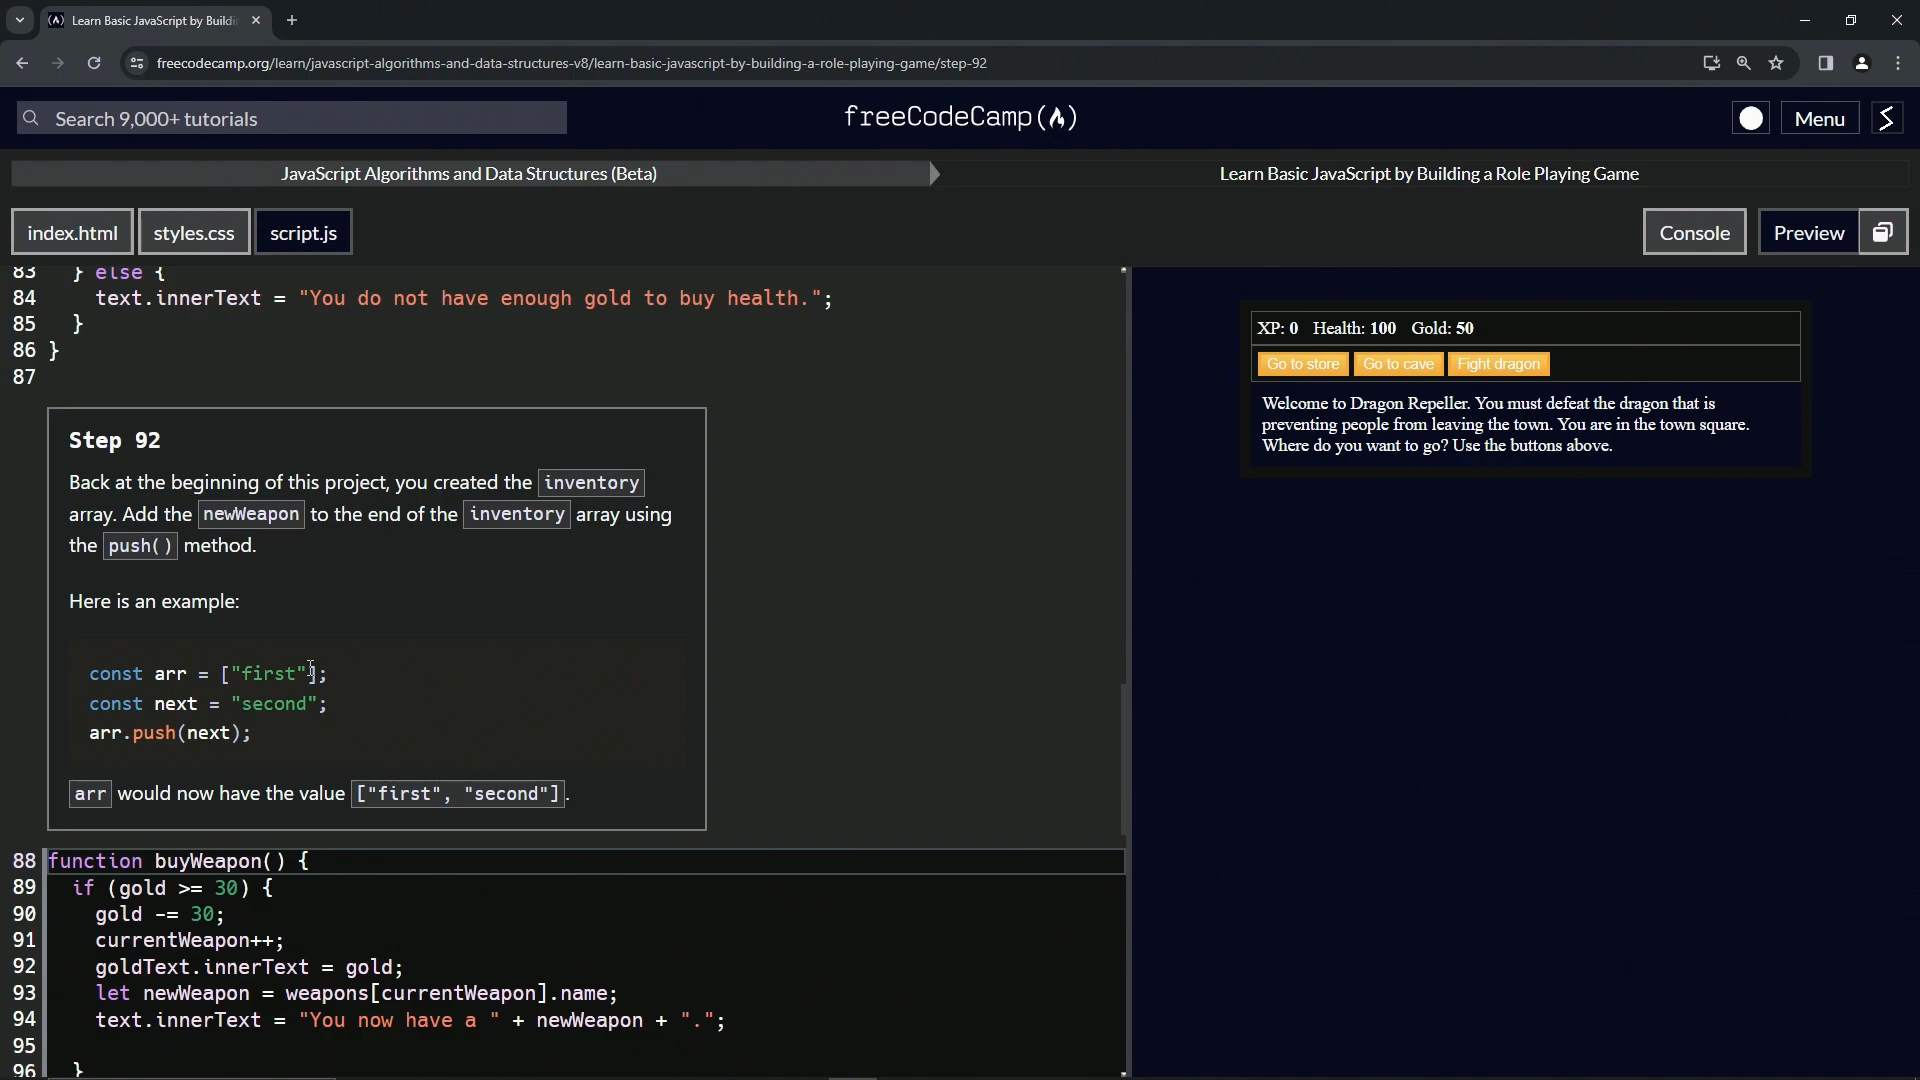 Learn Basic JavaScript by Buildi
freecodecamp.org/learn/javascript-algorithms-and-data-structures-v8/learn-basic-javascript-by-building-a-role-playing-game/step-92
Search 9,000+ tutorials
freeCodeCamp
Menu
JavaScript Algorithms and Data Structures (Beta)
Learn Basic JavaScript by Building a Role Playing Game
index.html
styles.css
script.js
Console
Preview
83 } else {
84 text.innerText = "You do not have enough gold to buy health.";
85 }
86 }
87
Step 92
Back at the beginning of this project, you created the inventory
array. Add the newWeapon to the end of the inventory array using
the push() method.
Here is an example:
const arr = ["first"];
const next = "second";
arr.push(next);
arr would now have the value ["first", "second"].
88 function buyWeapon() {
89 if (gold >= 30) {
90 gold -= 30;
91 currentWeapon++;
92 goldText.innerText = gold;
93 let newWeapon = weapons[currentWeapon].name;
94 text.innerText = "You now have a " + newWeapon + ".";
95
96 }
XP: 0 Health: 100 Gold: 50
Go to store
Go to cave
Fight dragon
Welcome to Dragon Repeller. You must defeat the dragon that is
preventing people from leaving the town. You are in the town square.
Where do you want to go? Use the buttons above.